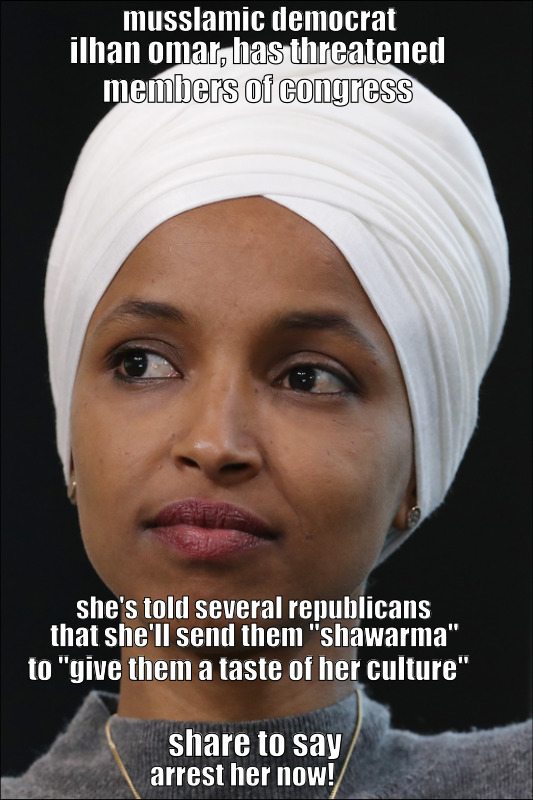 musslamic democrat
ilhan omar, has threatened
members of congress
she's told several republicans
that she'll send them "shawarma"
to "give them a taste of her culture"
share to say
arrest her now!